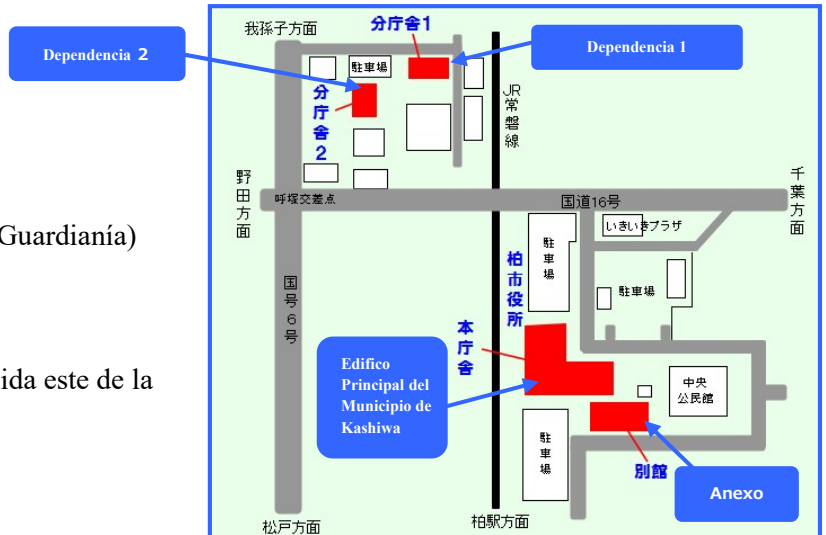 我孫子方面
分庁舎1
Dependencia 2
Dependencia 1
駐車場
分庁舎2
JR常磐線
野田方面
呼塚交差点
国道16号
千葉方面
Guardianía)
いきいきプラザ
駐車場
柏市役所
駐車場
国号6号
本庁舎
Edifico
Principal del
Municipio de
Kashiwa
ida este de la
中央
公民館
駐車場
別館
Anexo
松戸方面
柏駅方面